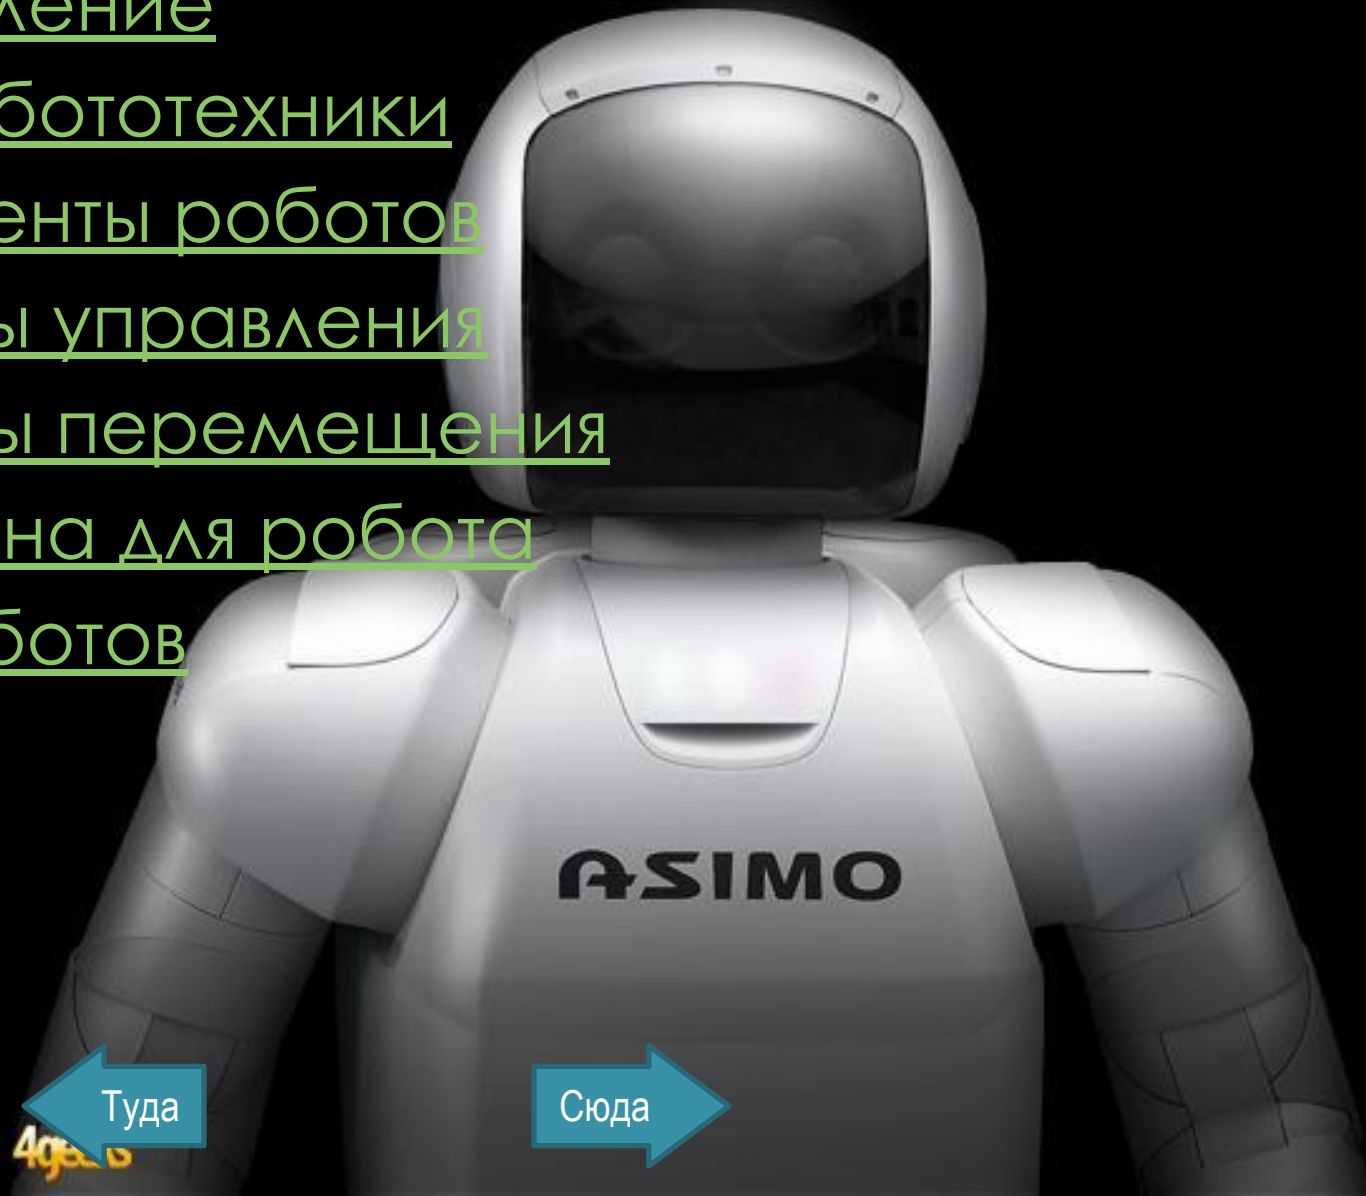 ление
бототехники
енты роботов
ы управления
ы перемещения
на для робота
ботов
ASIMO
Туда
Сюда